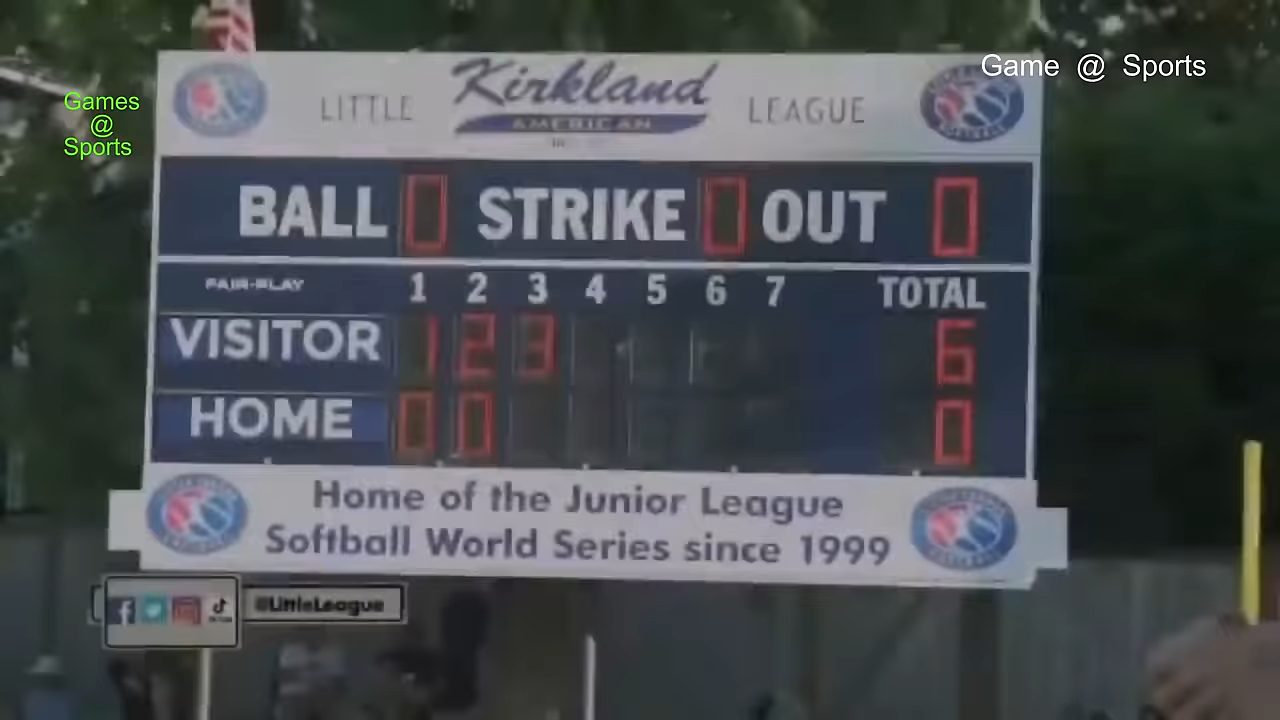 Game @ Sports
Games
@
Sports
LITTLE Kirkland LEAGUE
AMERICAN
BALL 0 STRIKE 0 OUT 0
FAIR-PLAY 1 2 3 4 5 6 7 TOTAL
VISITOR 1 2 3 6
HOME 0 0 0
Home of the Junior League
Softball World Series since 1999
@LittleLeague